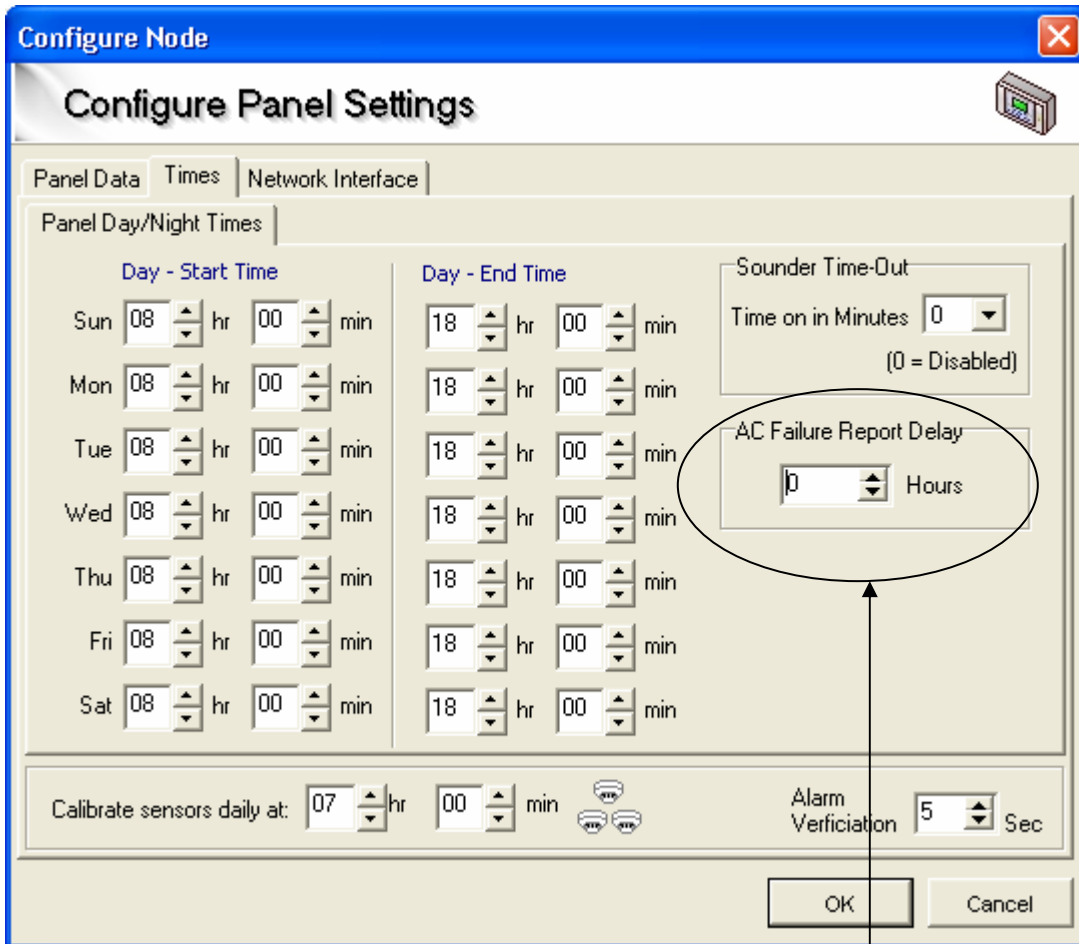 Configure Node
Configure Panel Settings
Panel Data Times Network Interface
Panel Day/Night Times
Day - Start Time Day - End Time Sounder Time-Out
Sun 08 hr 00 min 18 hr 00 min Time on in Minutes 0
(0 = Disabled)
Mon 08 hr 00 min 18 hr 00 min
AC Failure Report Delay
Tue 08 hr 00 min 18 hr 00 min
0 Hours
Wed 08 hr 00 min 18 hr 00 min
Thu 08 hr 00 min 18 hr 00 min
Fri 08 hr 00 min 18 hr 00 min
Sat 08 hr 00 min 18 hr 00 min
Calibrate sensors daily at: 07 hr 00 min Alarm
Verficiation 5 Sec
OK Cancel